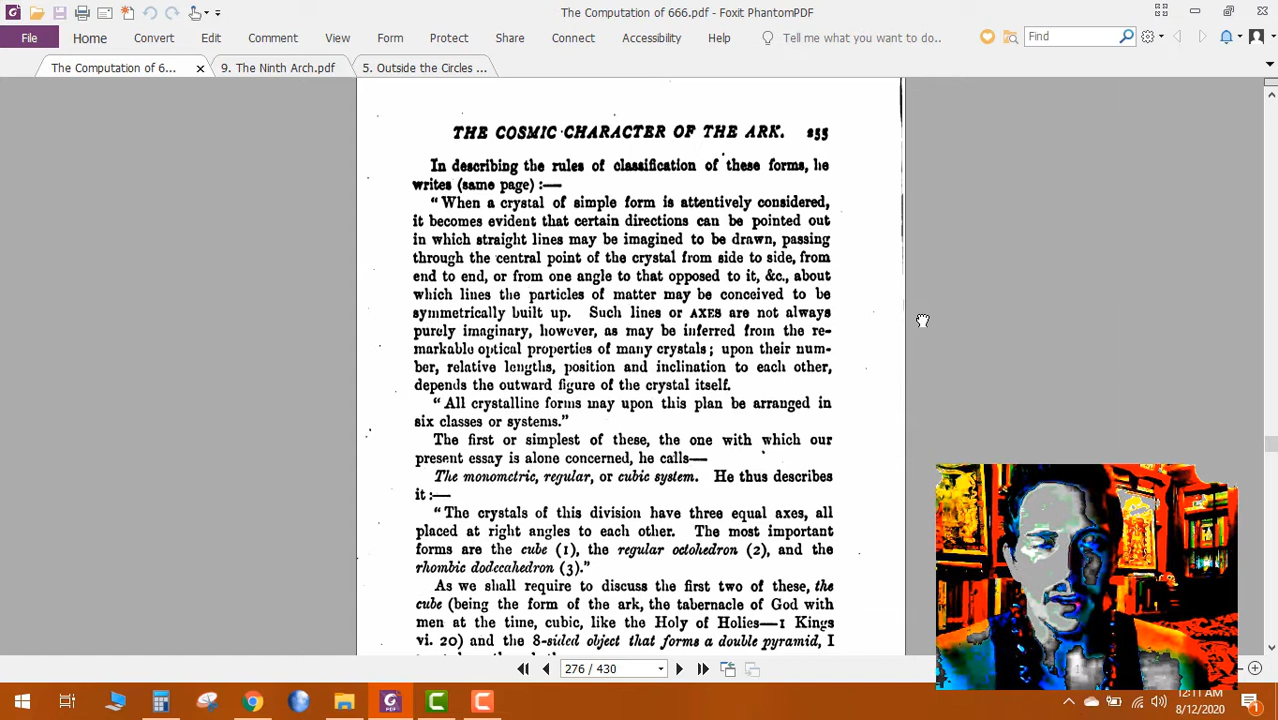 The Computation of 666.pdf - Foxit PhantomPDF
File Home Convert Edit Comment View Form Protect Share Connect Accessibility Help Tell me what you want to do.. Find
The Computation of 6... 9. The Ninth Arch.pdf 5. Outside the Circles ...
THE COSMIC CHARACTER OF THE ARK. 255
In describing the rules of classification of these forms, he
writes (same page) :—
"When a crystal of simple form is attentively considered,
it becomes evident that certain directions can be pointed out
in which straight lines may be imagined to be drawn, passing
through the central point of the crystal from side to side, from
end to end, or from one angle to that opposed to it, &c., about
which lines the particles of matter may be conceived to be
symmetrically built up. Such lines or AXES are not always
purely imaginary, however, as may be inferred from the re-
markable optical properties of many crystals; upon their num-
ber, relative lengths, position and inclination to each other,
depends the outward figure of the crystal itself.
"All crystalline forms may upon this plan be arranged in
six classes or systems."
The first or simplest of these, the one with which our
present essay is alone concerned, he calls—
The monometric, regular, or cubic system. He thus describes
it :—
"The crystals of this division have three equal axes, all
placed at right angles to each other. The most important
forms are the cube (1), the regular octohedron (2), and the
rhombic dodecahedron (3)."
As we shall require to discuss the first two of these, the
cube (being the form of the ark, the tabernacle of God with
men at the time, cubic, like the Holy of Holies—1 Kings
vi. 20) and the 8-sided object that forms a double pyramid, I
276 / 430
12:11 AM
8/12/2020